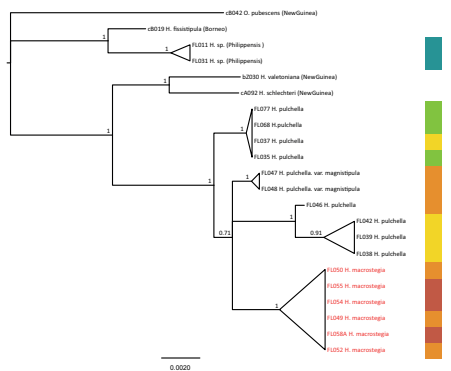 cB042 O. pubescens (NewGuinea)
cB019 H. fissistipula (Borneo)
1
FL011 H. sp. (Philippensis )
1
FL031 H. sp. (Philippensis)
bZ030 H. valetoniana (NewGuinea)
1
cA092 H. schlechteri (NewGuinea)
FL077 H. pulchella
FL068 H.pulchella
1
1
FL037 H. pulchella
FL035 H. pulchella
FL047 H. pulchella. var. magnistipula
1
1
FL048 H. pulchella. var. magnistipula
FL046 H. pulchella
1
FL042 H. pulchella
0.71
0.91
FL039 H. pulchella
FL038 H. pulchella
FL050 H. macrostegia
FL055 H. macrostegia
FL054 H. macrostegia
1
FL049 H. macrostegia
FL058A H. macrostegia
FL052 H. macrostegia
0.0020